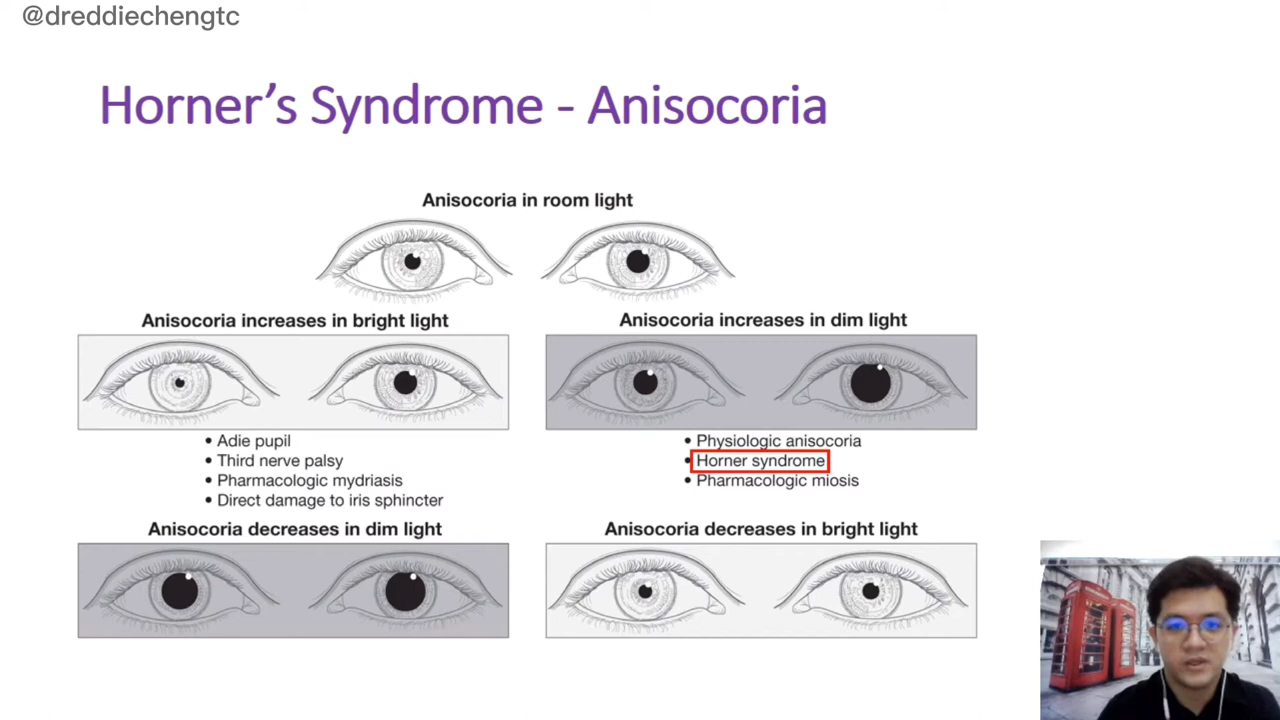 @dreddiechengtc
Horner’s Syndrome - Anisocoria
Anisocoria in room light
Anisocoria increases in bright light
• Adie pupil
• Third nerve palsy
• Pharmacologic mydriasis
• Direct damage to iris sphincter
Anisocoria decreases in dim light
Anisocoria increases in dim light
• Physiologic anisocoria
• Horner syndrome
• Pharmacologic miosis
Anisocoria decreases in bright light